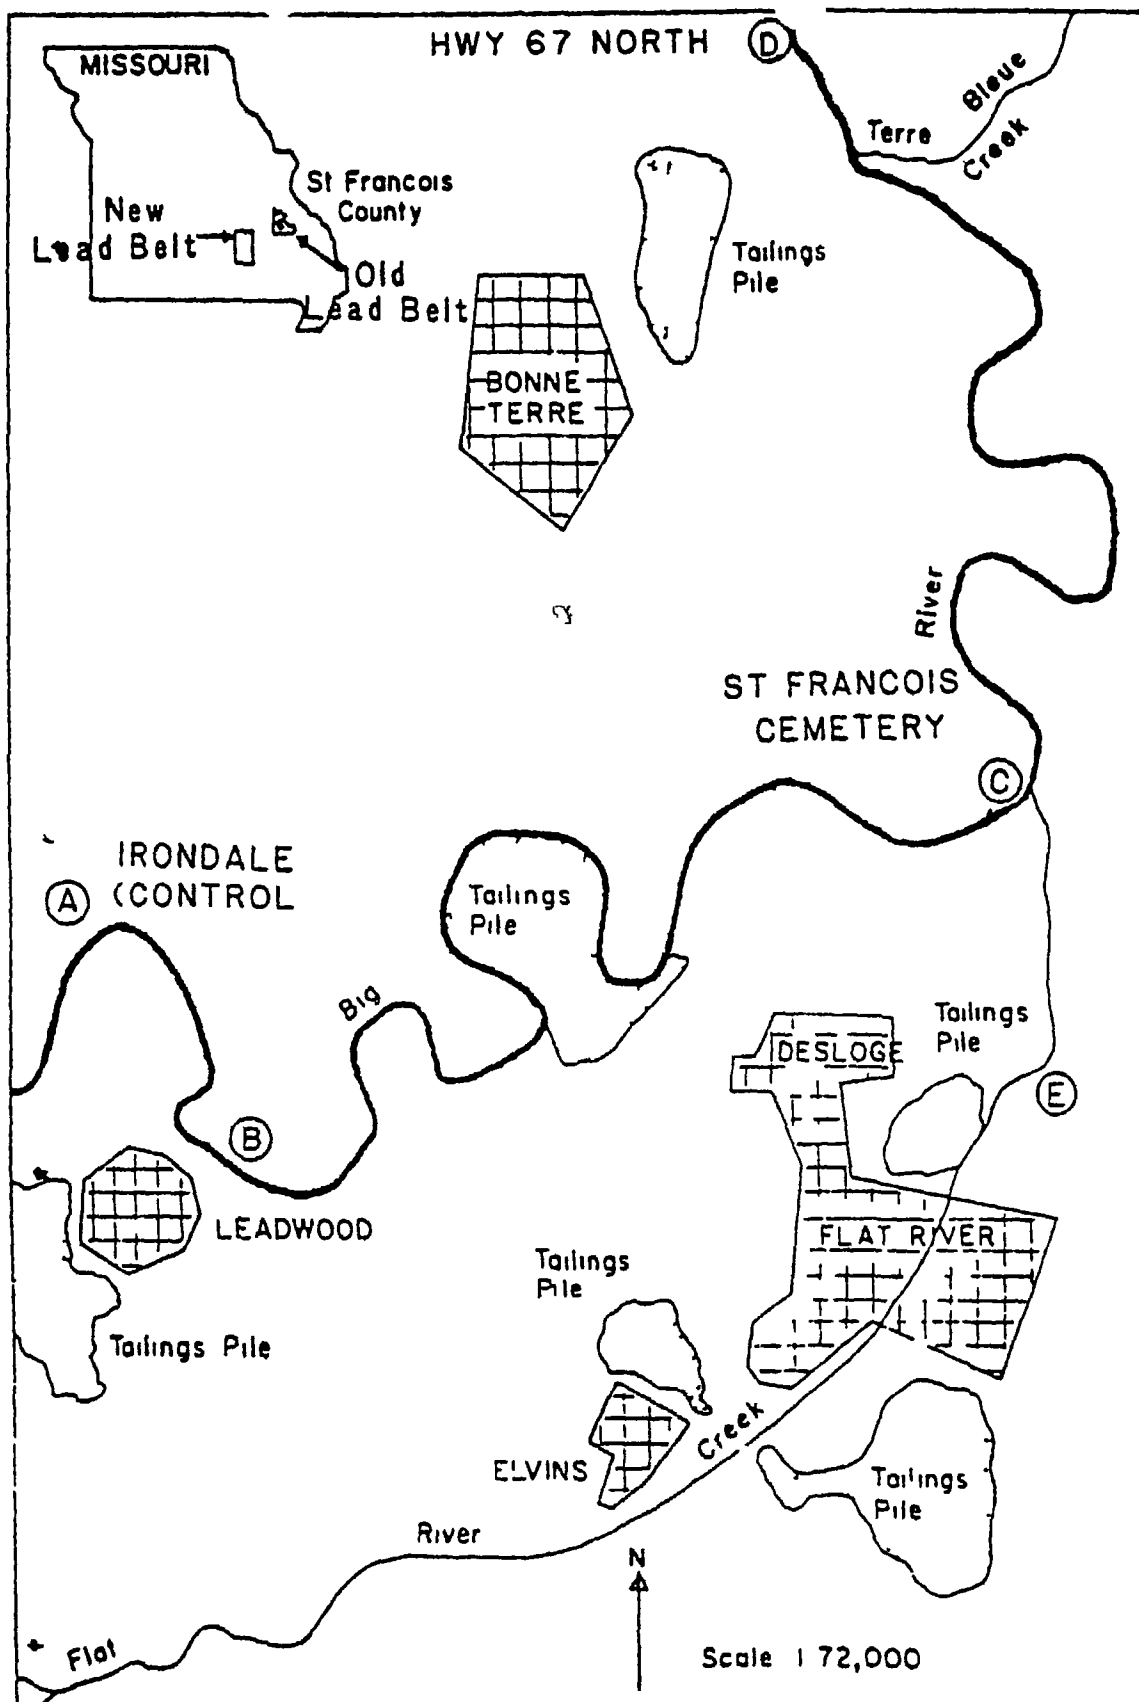 HWY 67 NORTH
D
MISSOURI
Terre
Bleue
Creek
St Francois
County
New
Lead Belt
Old
Lead Belt
Tailings
Pile
BONNE
TERRE
River
ST FRANCOIS
CEMETERY
C
IRONDALE
(CONTROL
A
Tailings
Pile
Big
Tailings
Pile
DESLOGE
E
B
LEADWOOD
FLAT RIVER
Tailings
Pile
Tailings Pile
Creek
ELVINS
Tailings
Pile
River
N
Flat
Scale 1 72,000